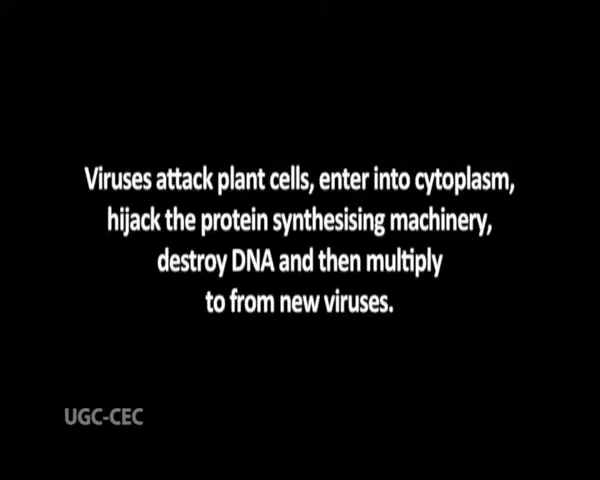 Viruses attack plant cells, enter into cytoplasm,
hijack the protein synthesising machinery,
destroy DNA and then multiply
to from new viruses.
UGC-CEC